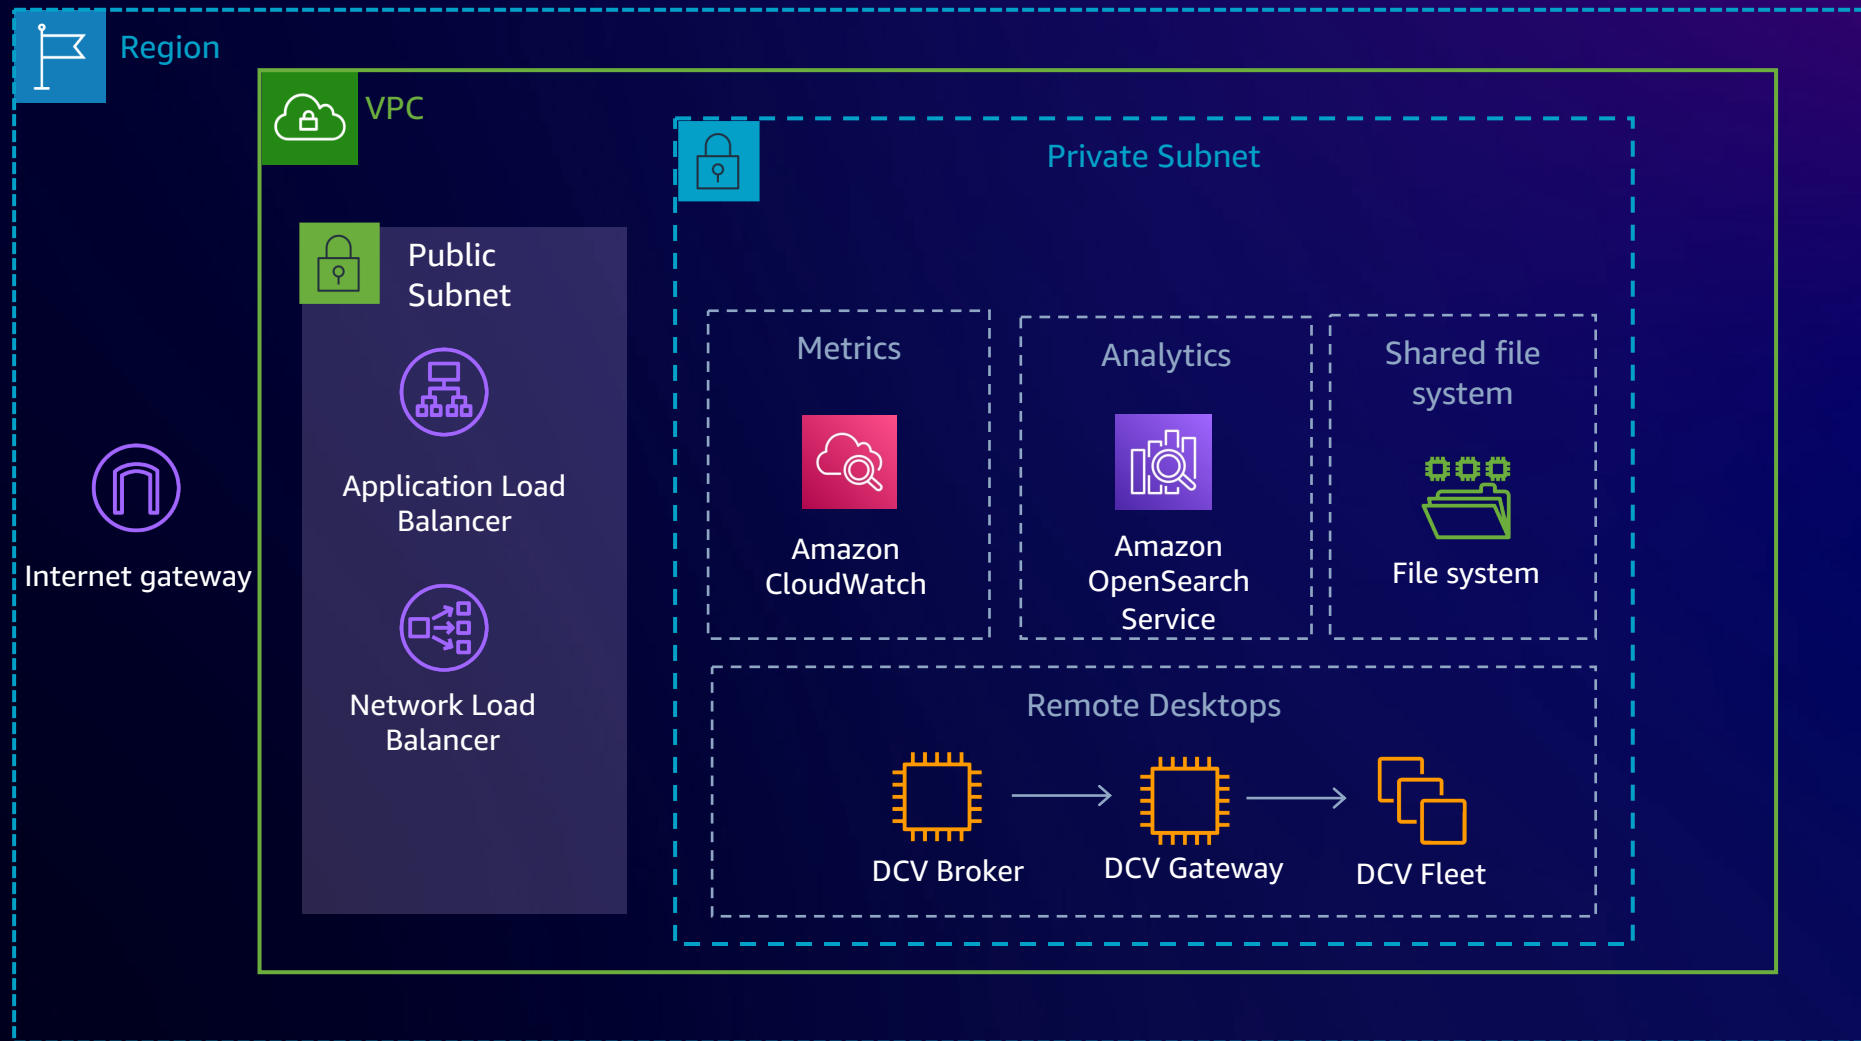 Region
VPC
Private Subnet
Public
Subnet
Application Load
Balancer
Network Load
Balancer
Internet gateway
Metrics
Amazon
CloudWatch
Analytics
Amazon
OpenSearch
Service
Shared file
system
File system
Remote Desktops
DCV Broker
DCV Gateway
DCV Fleet